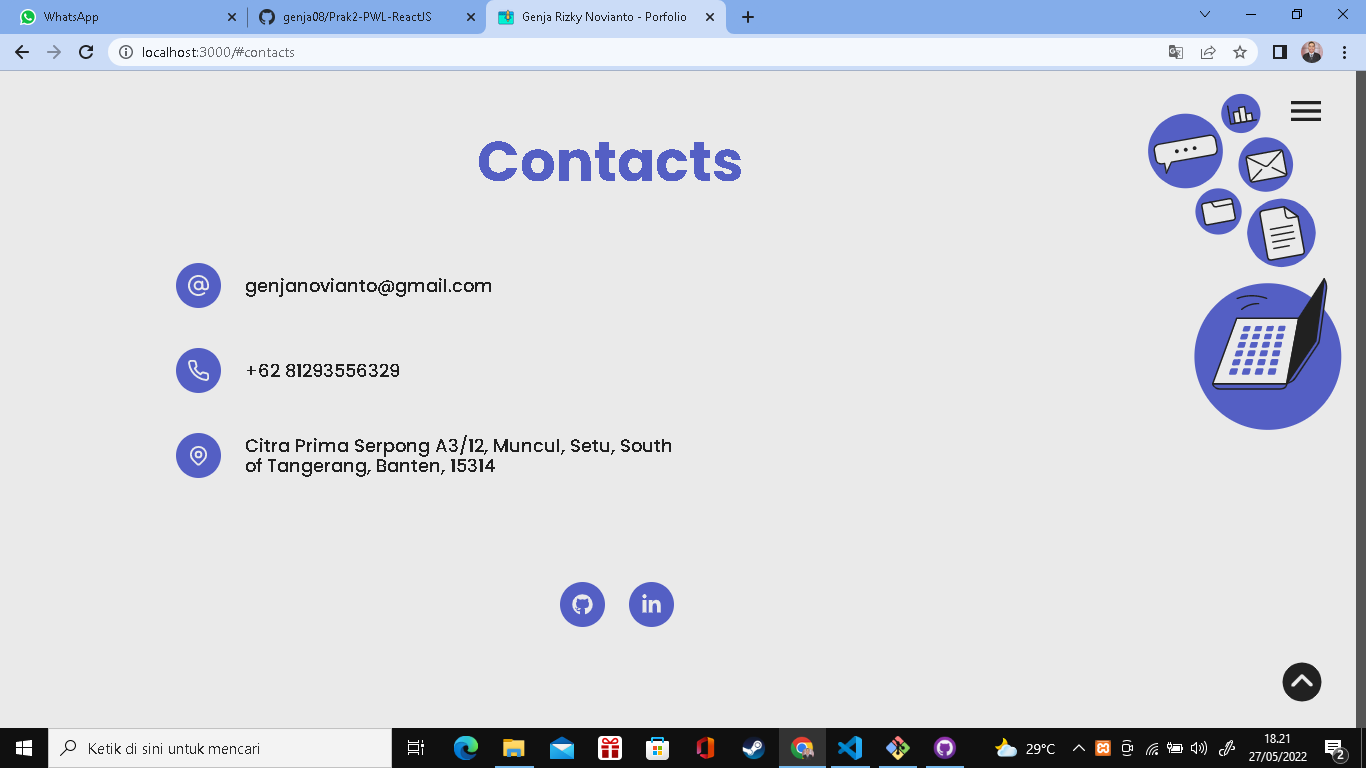 WhatsApp
genja08/Prak2-PWL-ReactJS
Genja Rizky Novianto - Porfolio
localhost:3000/#contacts
Contacts
genjanovianto@gmail.com
+62 81293556329
Citra Prima Serpong A3/12, Muncul, Setu, South
of Tangerang, Banten, 15314
in
Ketik di sini untuk mencari
29°C
18.21
27/05/2022
2